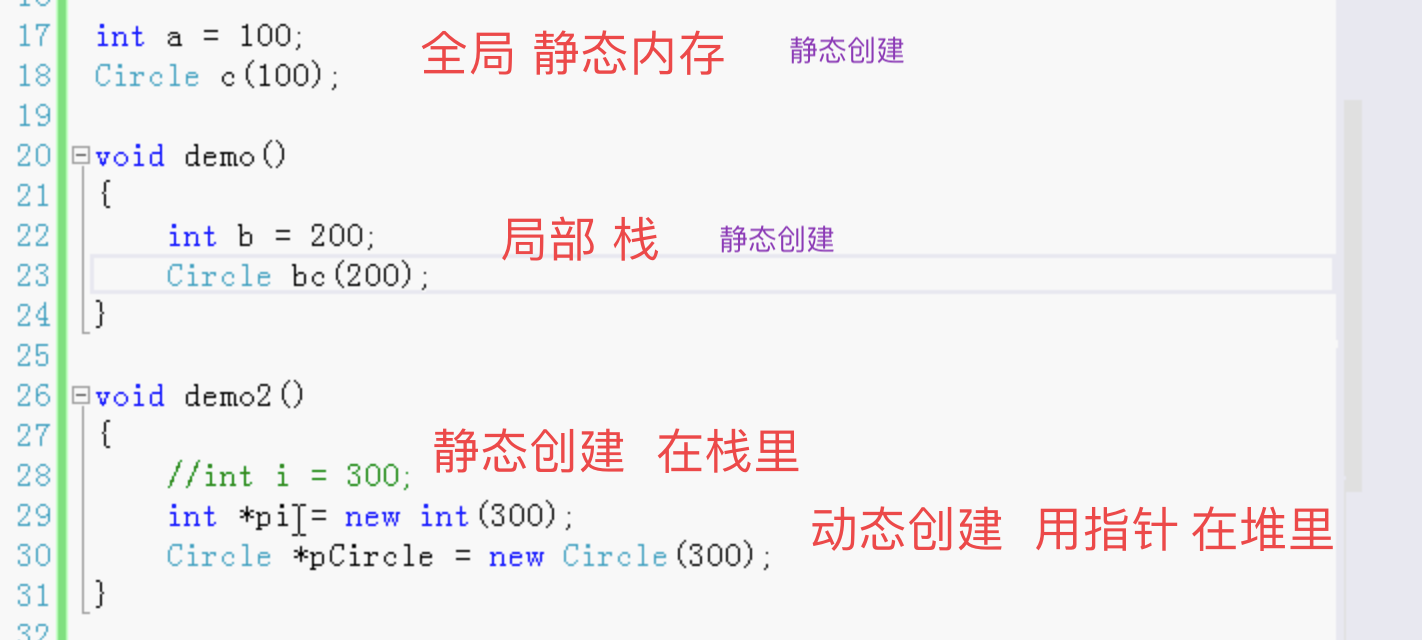 16
17 int a = 100; 全局 静态内存 静态创建
18 Circle c(100);
19
20 void demo()
21 {
22 int b = 200; 局部 栈 静态创建
23 Circle bc(200);
24 }
25
26 void demo2()
27 {
28 //int i = 300; 静态创建 在栈里
29 int *pi = new int(300); 动态创建 用指针 在堆里
30 Circle *pCircle = new Circle(300);
31 }
32